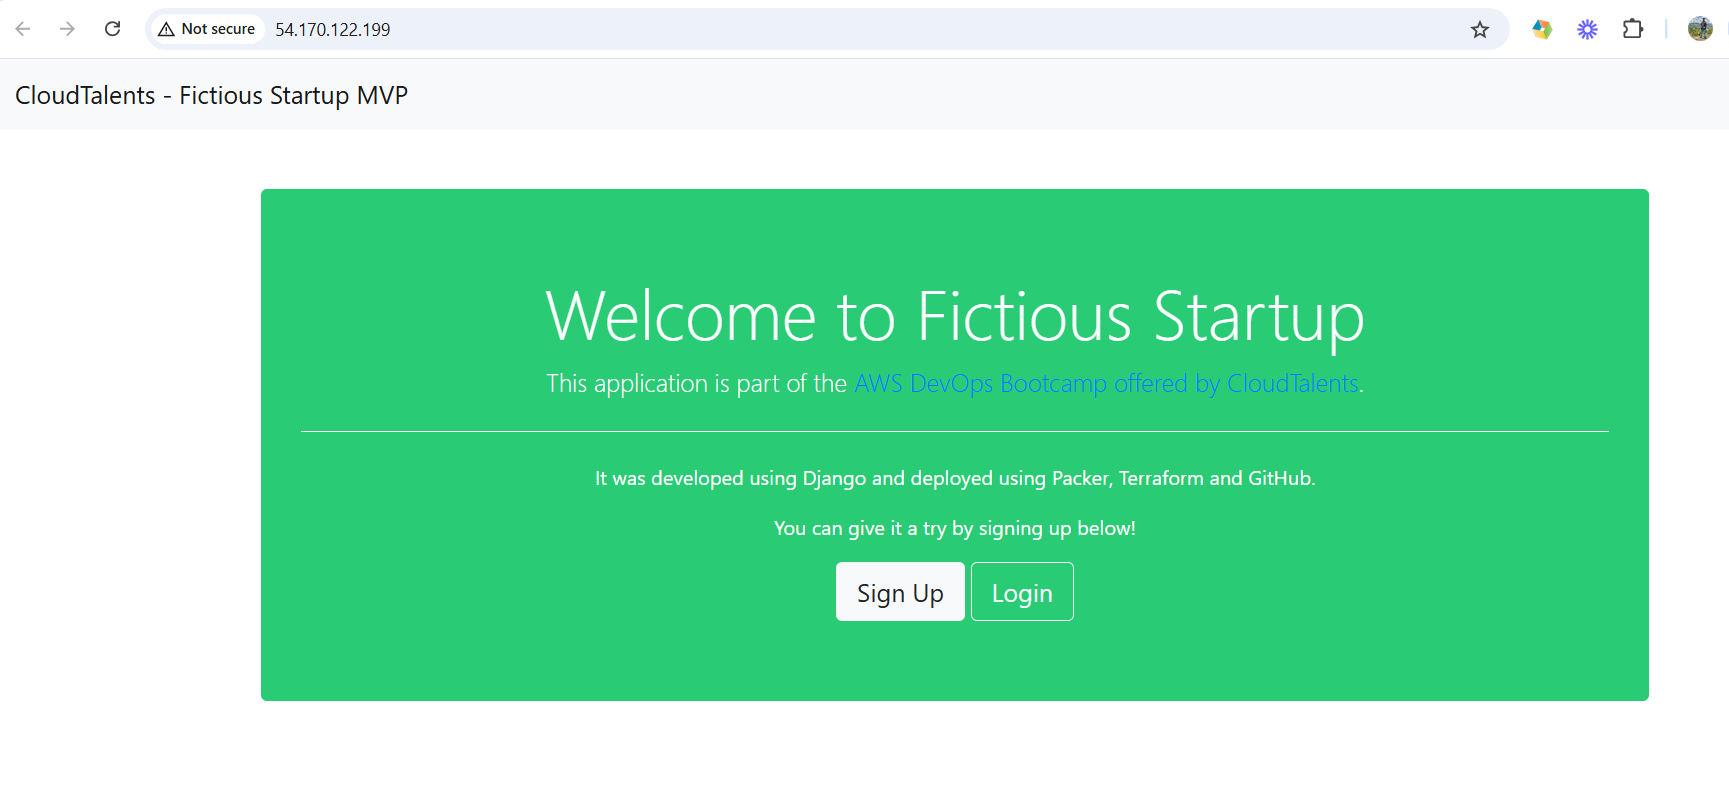 Not secure 54.170.122.199
CloudTalents - Fictious Startup MVP
Welcome to Fictious Startup
This application is part of the AWS DevOps Bootcamp offered by CloudTalents.
It was developed using Django and deployed using Packer, Terraform and GitHub.
You can give it a try by signing up below!
Sign Up Login